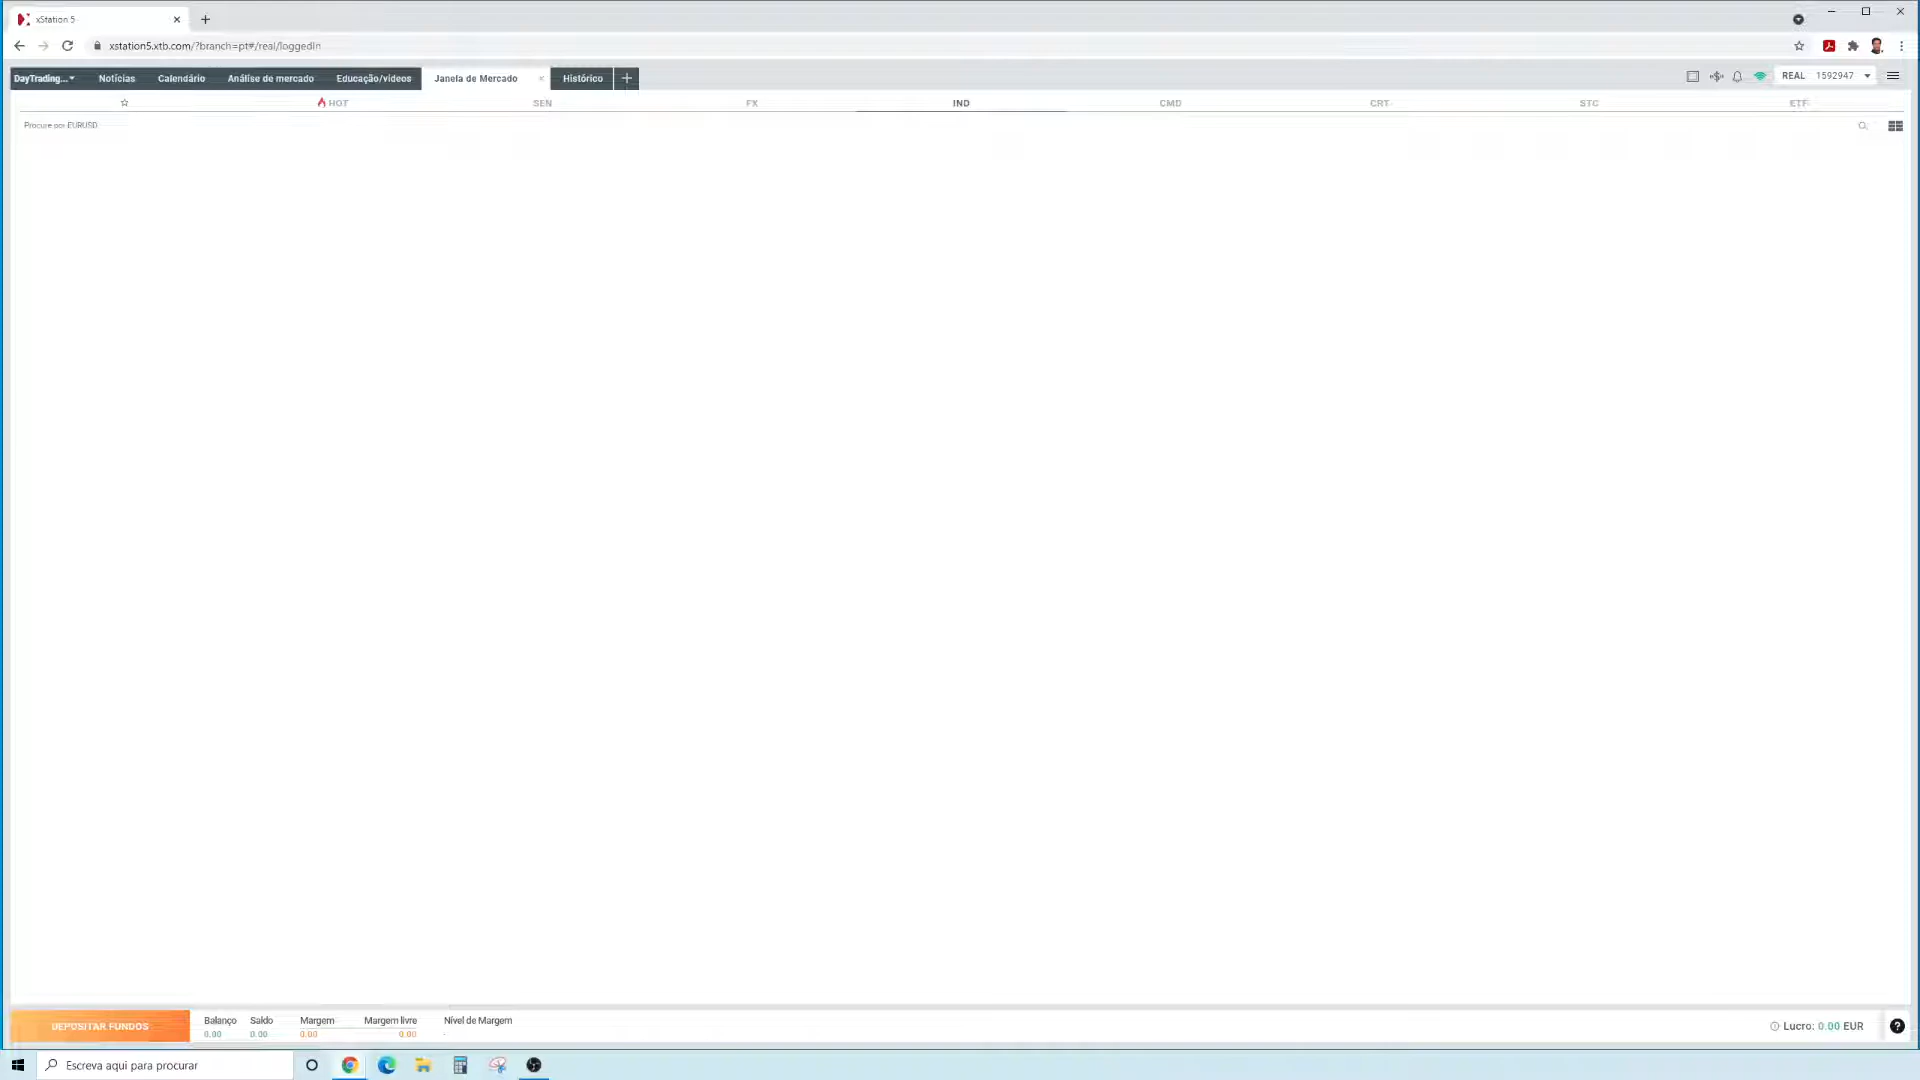 xStation 5
xstation5.xtb.com/?branch=pt#/real/loggedIn
DayTrading... Notícias Calendário Análise de mercado Educação/vídeos Janela de Mercado Histórico
REAL 1592947
HOT SEN FX IND CMD CRT STC ETF
Procure por EURUSD
DEPOSITAR FUNDOS
Balanço Saldo Margem Margem livre Nível de Margem
0.00 0.00 0.00 0.00 -
Lucro: 0.00 EUR
Escreva aqui para procurar